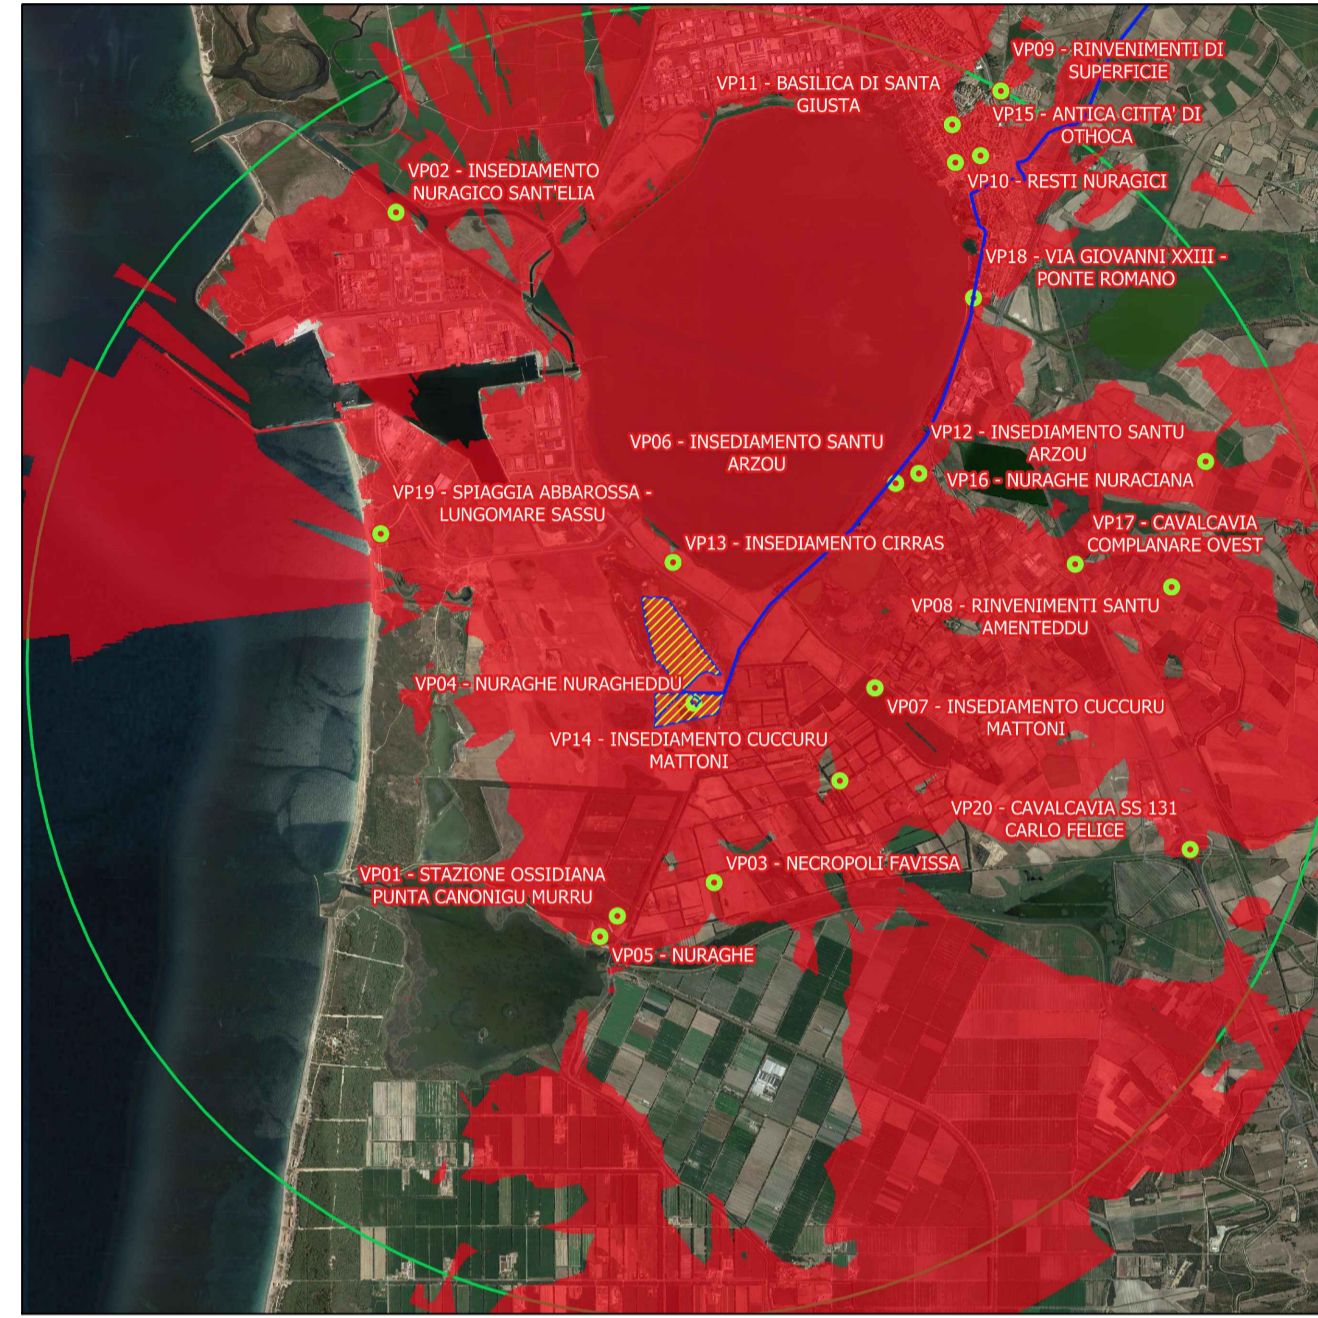 VP09 - RINVENIMENTI DI
SUPERFICIE
VP11 - BASILICA DI SANTA
GIUSTA
VP15 - ANTICA CITTA' DI
OTHOCA
VP02 - INSEDIAMENTO
NURAGICO SANT'ELIA
VP10 - RESTI NURAGICI
VP18 - VIA GIOVANNI XXIII -
PONTE ROMANO
VP06 - INSEDIAMENTO SANTU
ARZOU
VP12 - INSEDIAMENTO SANTU
ARZOU
VP16 - NURAGHE NURACIANA
VP19 - SPIAGGIA ABBAROSSA -
LUNGOMARE SASSU
VP17 - CAVALCAVIA
COMPLANARE OVEST
VP13 - INSEDIAMENTO CIRRAS
VP08 - RINVENIMENTI SANTU
AMENTEDDU
VP04 - NURAGHE NURAGHEDDU
VP07 - INSEDIAMENTO CUCCURU
MATTONI
VP14 - INSEDIAMENTO CUCCURU
MATTONI
VP20 - CAVALCAVIA SS 131
CARLO FELICE
VP03 - NECROPOLI FAVISSA
VP01 - STAZIONE OSSIDIANA
PUNTA CANONIGU MURRU
VP05 - NURAGHE